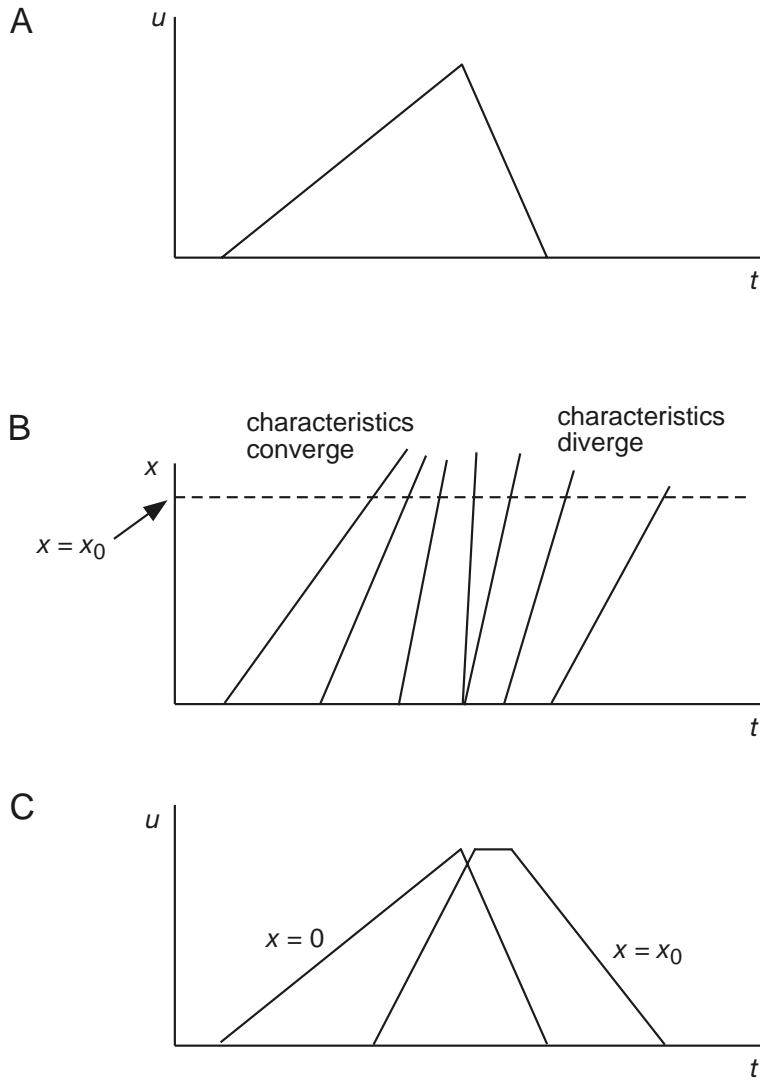 A
u
t
B
characteristics
converge
characteristics
diverge
x
x = x0
t
C
u
x = 0
x = x0
t